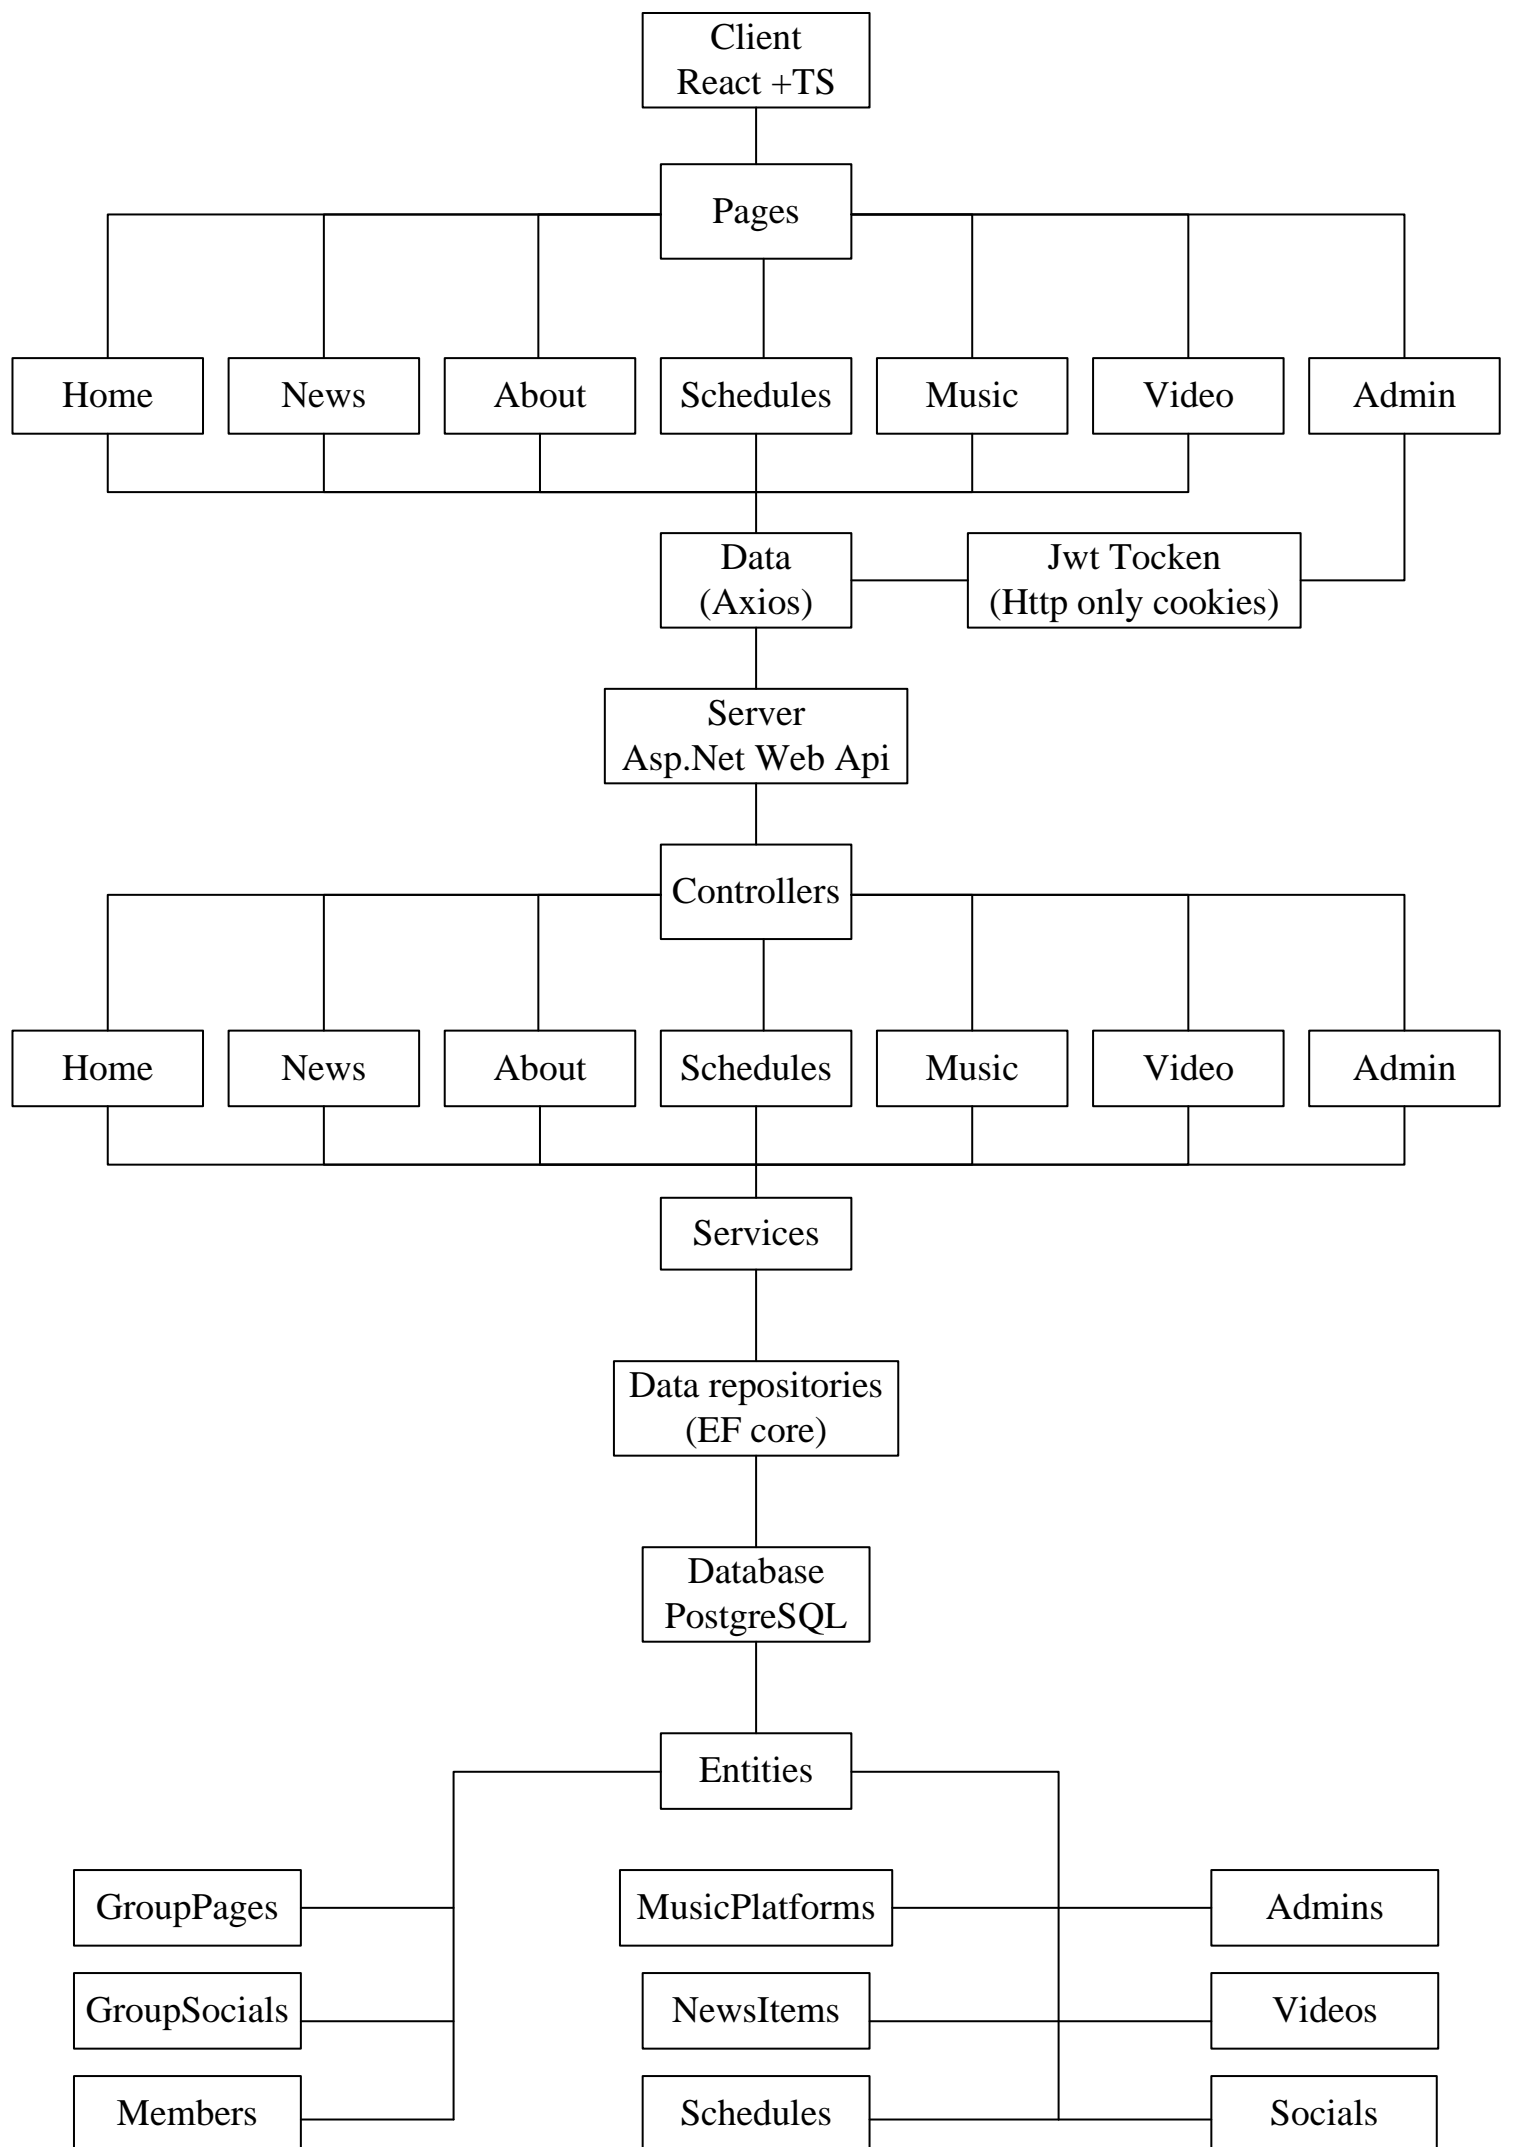 Client
React +TS
Pages
Home
News
About
Schedules
Music
Video
Admin
Data
(Axios)
Jwt Tocken
(Http only cookies)
Server
Asp.Net Web Api
Controllers
Home
News
About
Schedules
Music
Video
Admin
Services
Data repositories
(EF core)
Database
PostgreSQL
Entities
GroupPages
MusicPlatforms
Admins
GroupSocials
NewsItems
Videos
Members
Schedules
Socials